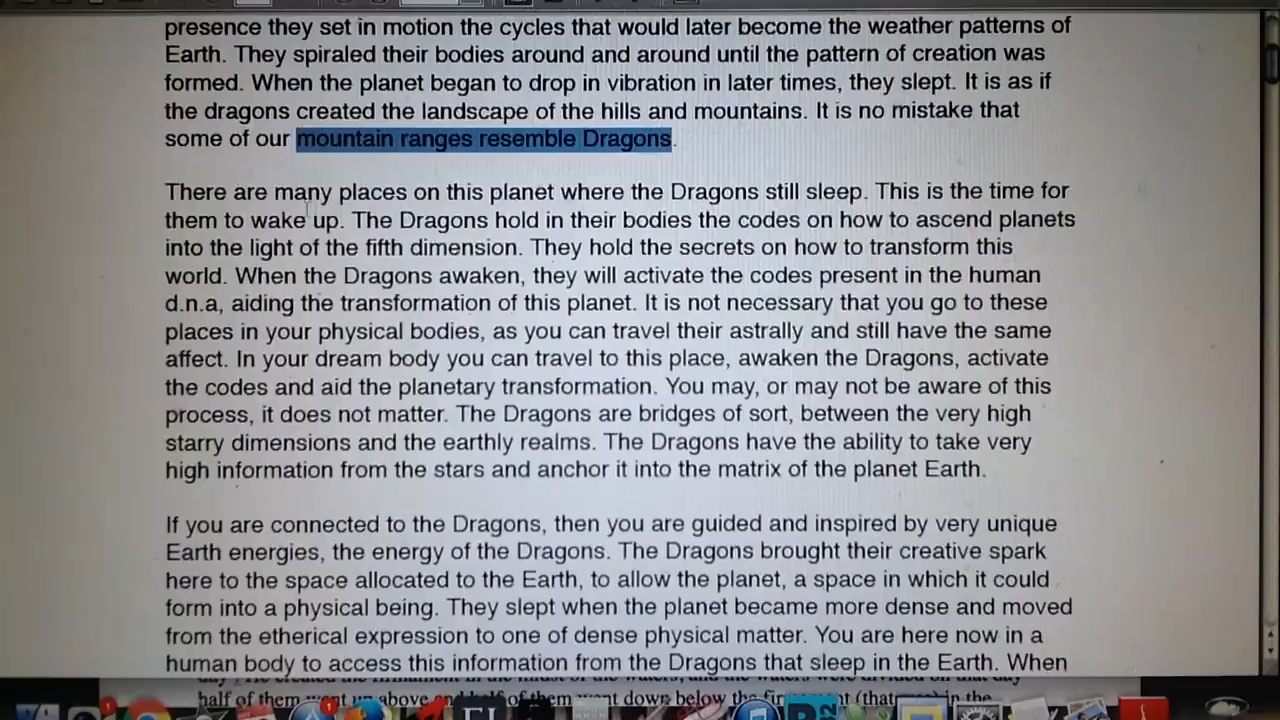 presence they set in motion the cycles that would later become the weather patterns of
Earth. They spiraled their bodies around and around until the pattern of creation was
formed. When the planet began to drop in vibration in later times, they slept. It is as if
the dragons created the landscape of the hills and mountains. It is no mistake that
some of our mountain ranges resemble Dragons.
There are many places on this planet where the Dragons still sleep. This is the time for
them to wake up. The Dragons hold in their bodies the codes on how to ascend planets
into the light of the fifth dimension. They hold the secrets on how to transform this
world. When the Dragons awaken, they will activate the codes present in the human
d.n.a, aiding the transformation of this planet. It is not necessary that you go to these
places in your physical bodies, as you can travel their astrally and still have the same
affect. In your dream body you can travel to this place, awaken the Dragons, activate
the codes and aid the planetary transformation. You may, or may not be aware of this
process, it does not matter. The Dragons are bridges of sort, between the very high
starry dimensions and the earthly realms. The Dragons have the ability to take very
high information from the stars and anchor it into the matrix of the planet Earth.
If you are connected to the Dragons, then you are guided and inspired by very unique
Earth energies, the energy of the Dragons. The Dragons brought their creative spark
here to the space allocated to the Earth, to allow the planet, a space in which it could
form into a physical being. They slept when the planet became more dense and moved
from the etherical expression to one of dense physical matter. You are here now in a
human body to access this information from the Dragons that sleep in the Earth. When
half of them went up above and half of them went down below the (that in the